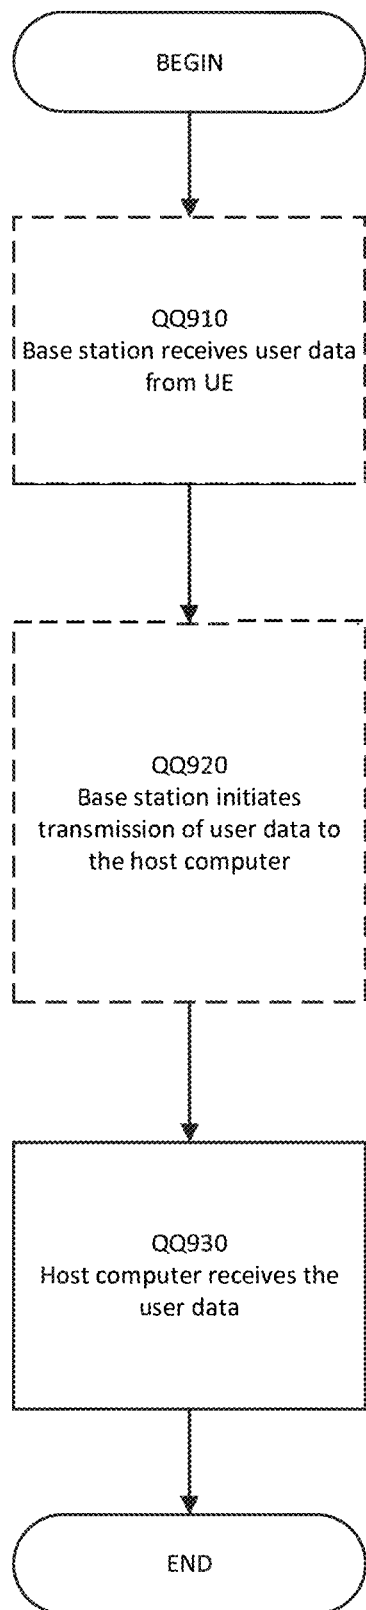 BEGIN
QQ910
Base station receives user data
from UE
QQ920
Base station initiates
transmission of user data to
the host computer
QQ930
Host computer receives the
user data
END